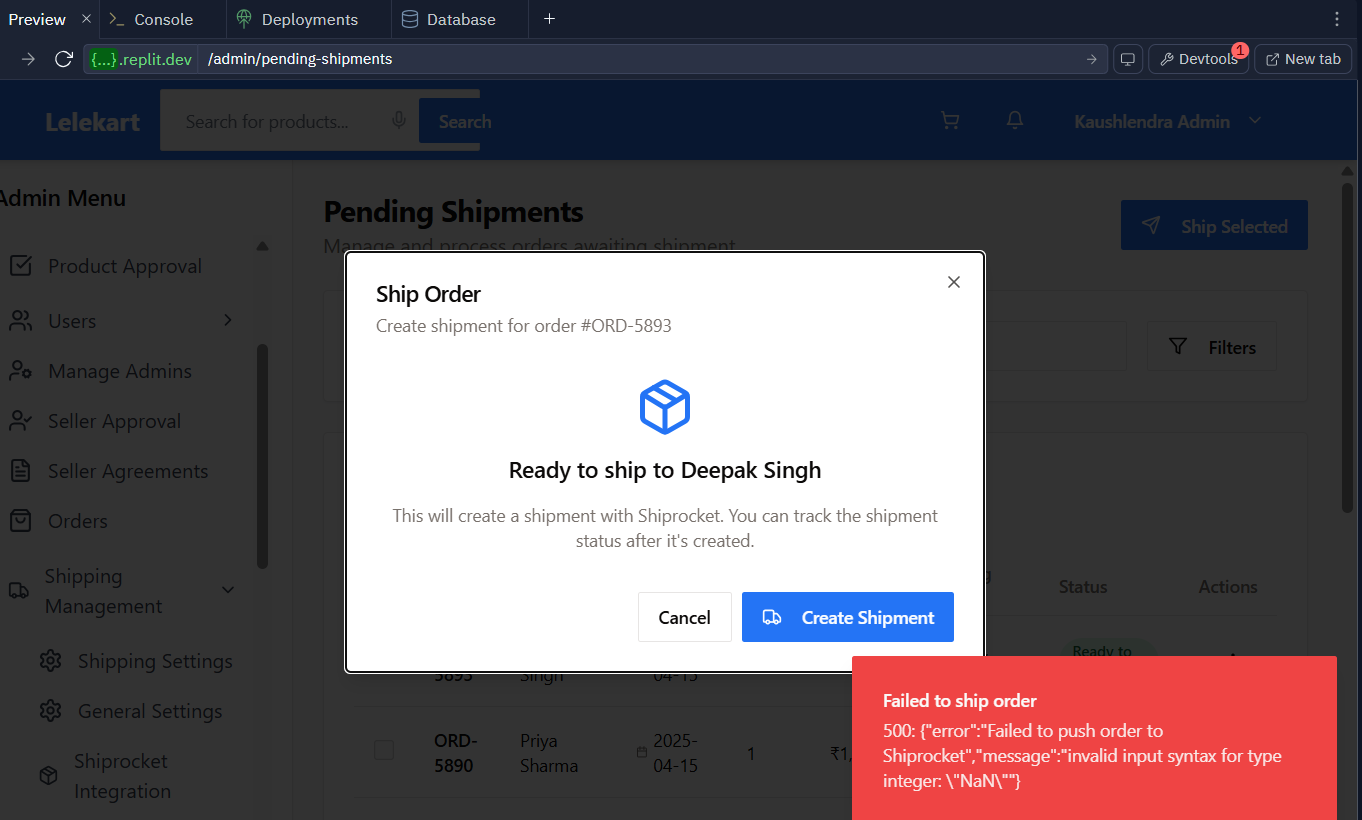 Preview
Console
Deployments
Database
{...}.replit.dev
/admin/pending-shipments
Devtools
1
New tab
Lelekart
Search for products...
Search
Kaushlendra Admin
Admin Menu
Product Approval
Users
Manage Admins
Seller Approval
Seller Agreements
Orders
Shipping
Management
Shipping Settings
General Settings
Shiprocket
Integration
Pending Shipments
Manage and process orders awaiting shipment
Ship Selected
Filters
Ship Order
Create shipment for order #ORD-5893
Ready to ship to Deepak Singh
This will create a shipment with Shiprocket. You can track the shipment
status after it's created.
Cancel
Create Shipment
Status
Actions
Ready to
5893
Singh
04-15
ORD-
5890
Priya
Sharma
2025-
04-15
1
₹1,
Failed to ship order
500: {"error":"Failed to push order to
Shiprocket","message":"invalid input syntax for type
integer: \"NaN\""}